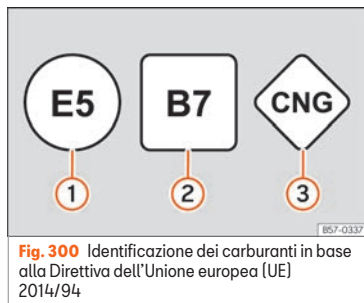 E5 B7 CNG
1 2 3
B57-0337
Fig. 300 Identificazione dei carburanti in base
alla Direttiva dell'Unione europea (UE)
2014/94